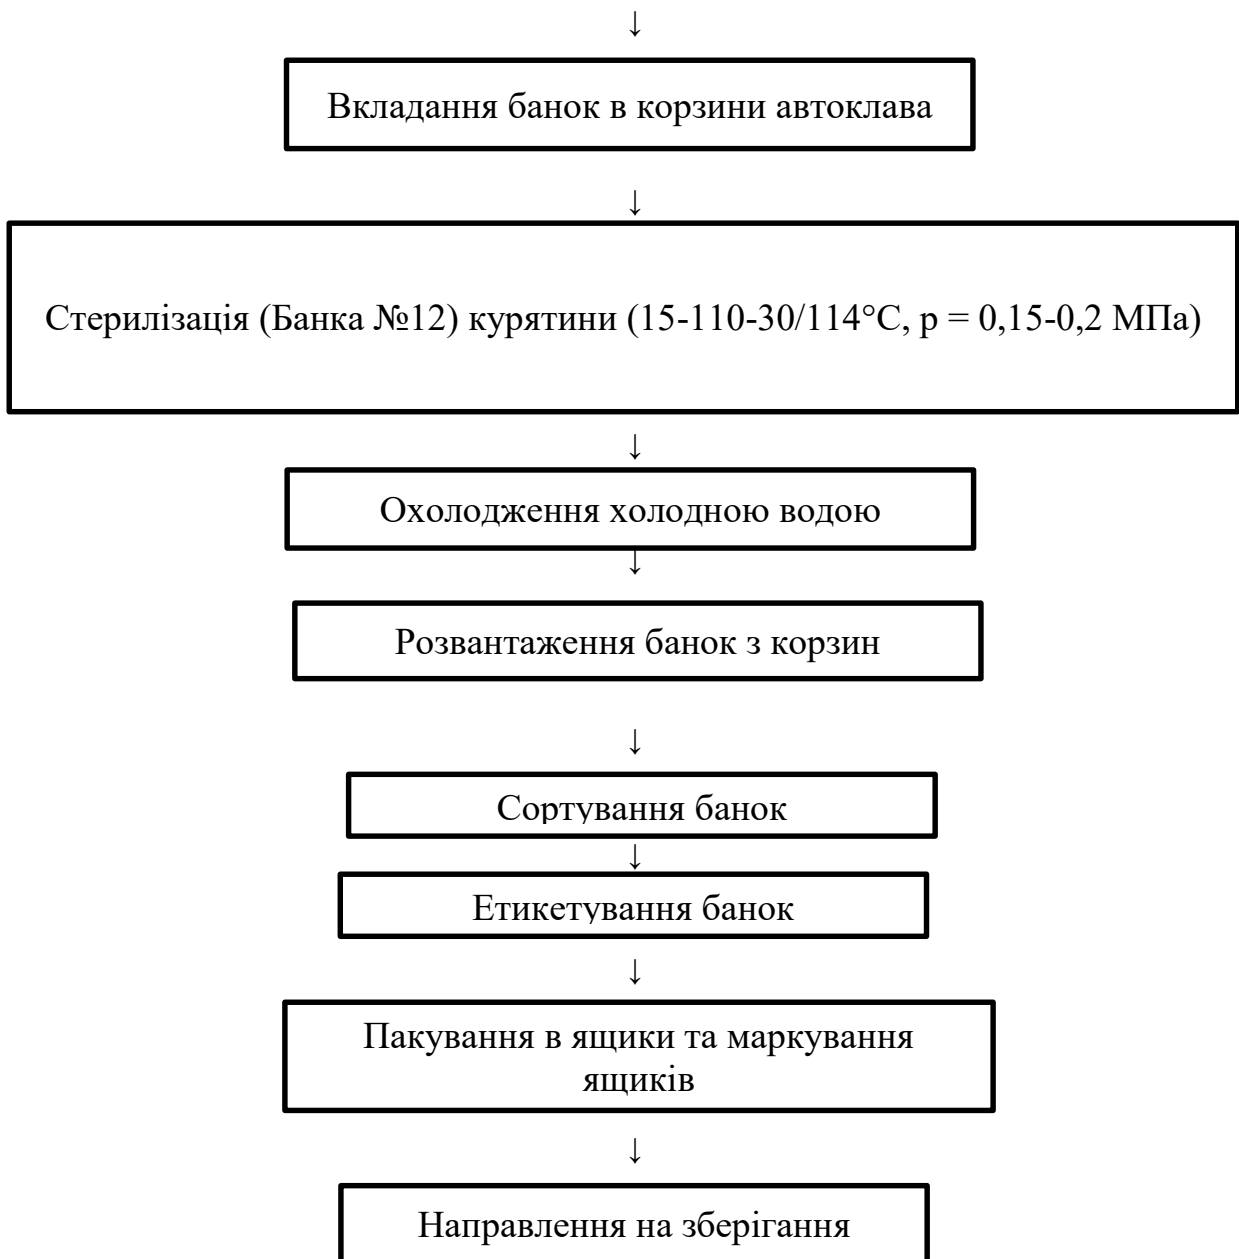 ↓
Вкладання банок в корзини автоклава
↓
Стерилізація (Банка №12) курятини (15-110-30/114°С, р = 0,15-0,2 МПа)
↓
Охолодження холодною водою
↓
Розвантаження банок з корзин
↓
Сортування банок
↓
Етикетування банок
↓
Пакування в ящики та маркування
ящиків
↓
Направлення на зберігання